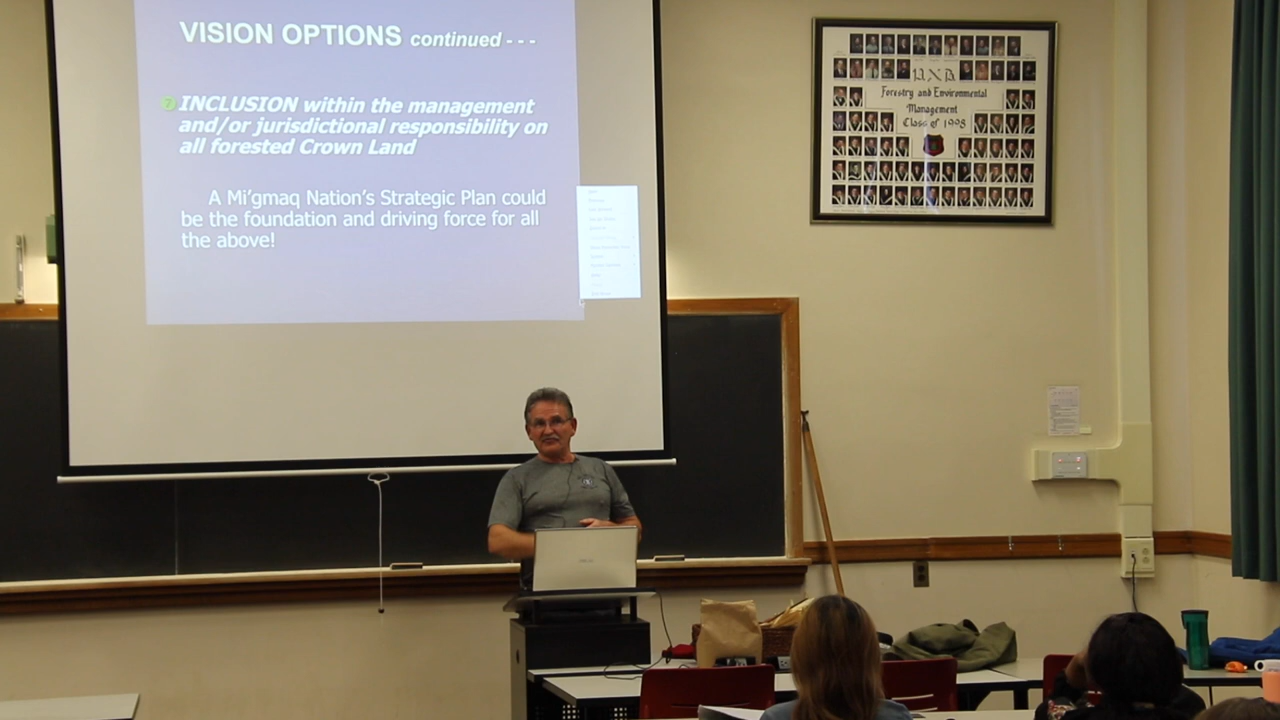 VISION OPTIONS continued - - -
7 INCLUSION within the management
and/or jurisdictional responsibility on
all forested Crown Land
A Mi'gmaq Nation's Strategic Plan could
be the foundation and driving force for all
the above!
U.N.B.
Forestry and Environmental
Management
Class of 1998